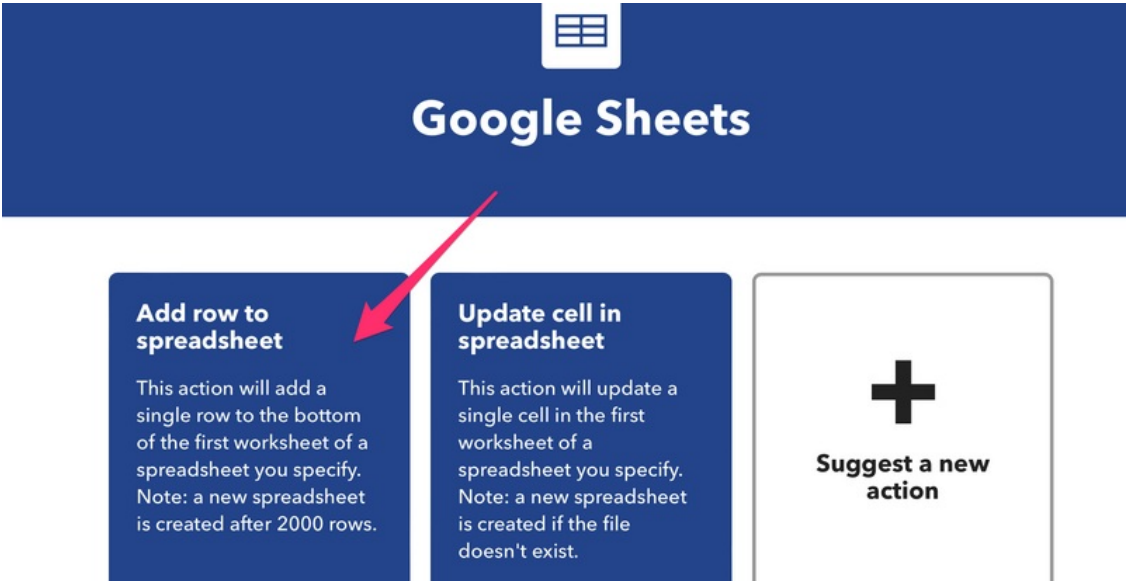 Google Sheets
Add row to
spreadsheet
This action will add a
single row to the bottom
of the first worksheet of a
spreadsheet you specify.
Note: a new spreadsheet
is created after 2000 rows.
Update cell in
spreadsheet
This action will update a
single cell in the first
worksheet of a
spreadsheet you specify.
Note: a new spreadsheet
is created if the file
doesn't exist.
Suggest a new
action